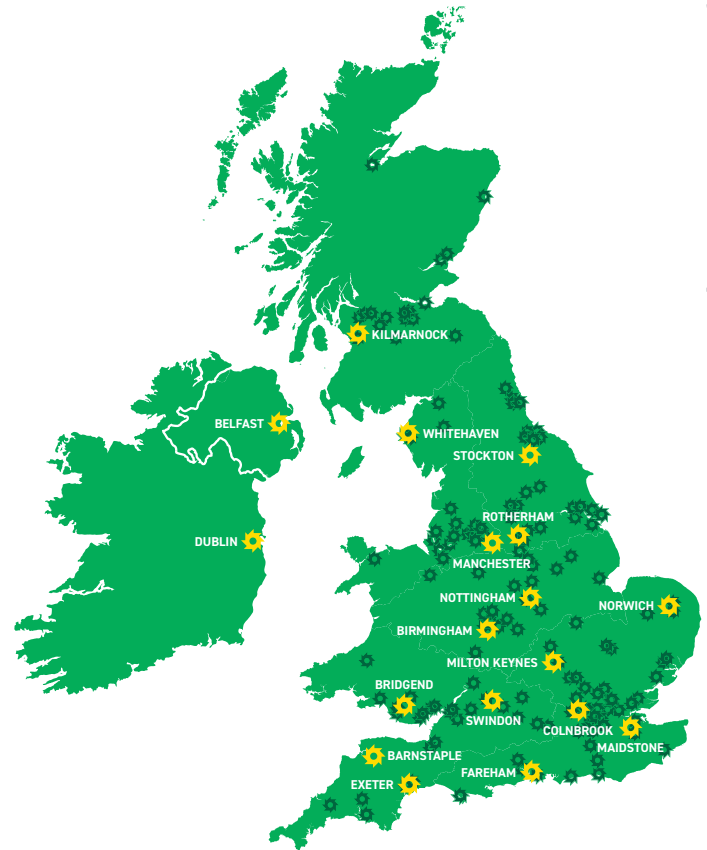 KILMARNOCK
BELFAST
WHITEHAVEN
STOCKTON
ROTHERHAM
DUBLIN
MANCHESTER
NOTTINGHAM
NORWICH
BIRMINGHAM
MILTON KEYNES
BRIDGEND
SWINDON
COLNBROOK
MAIDSTONE
BARNSTAPLE
FAREHAM
EXETER